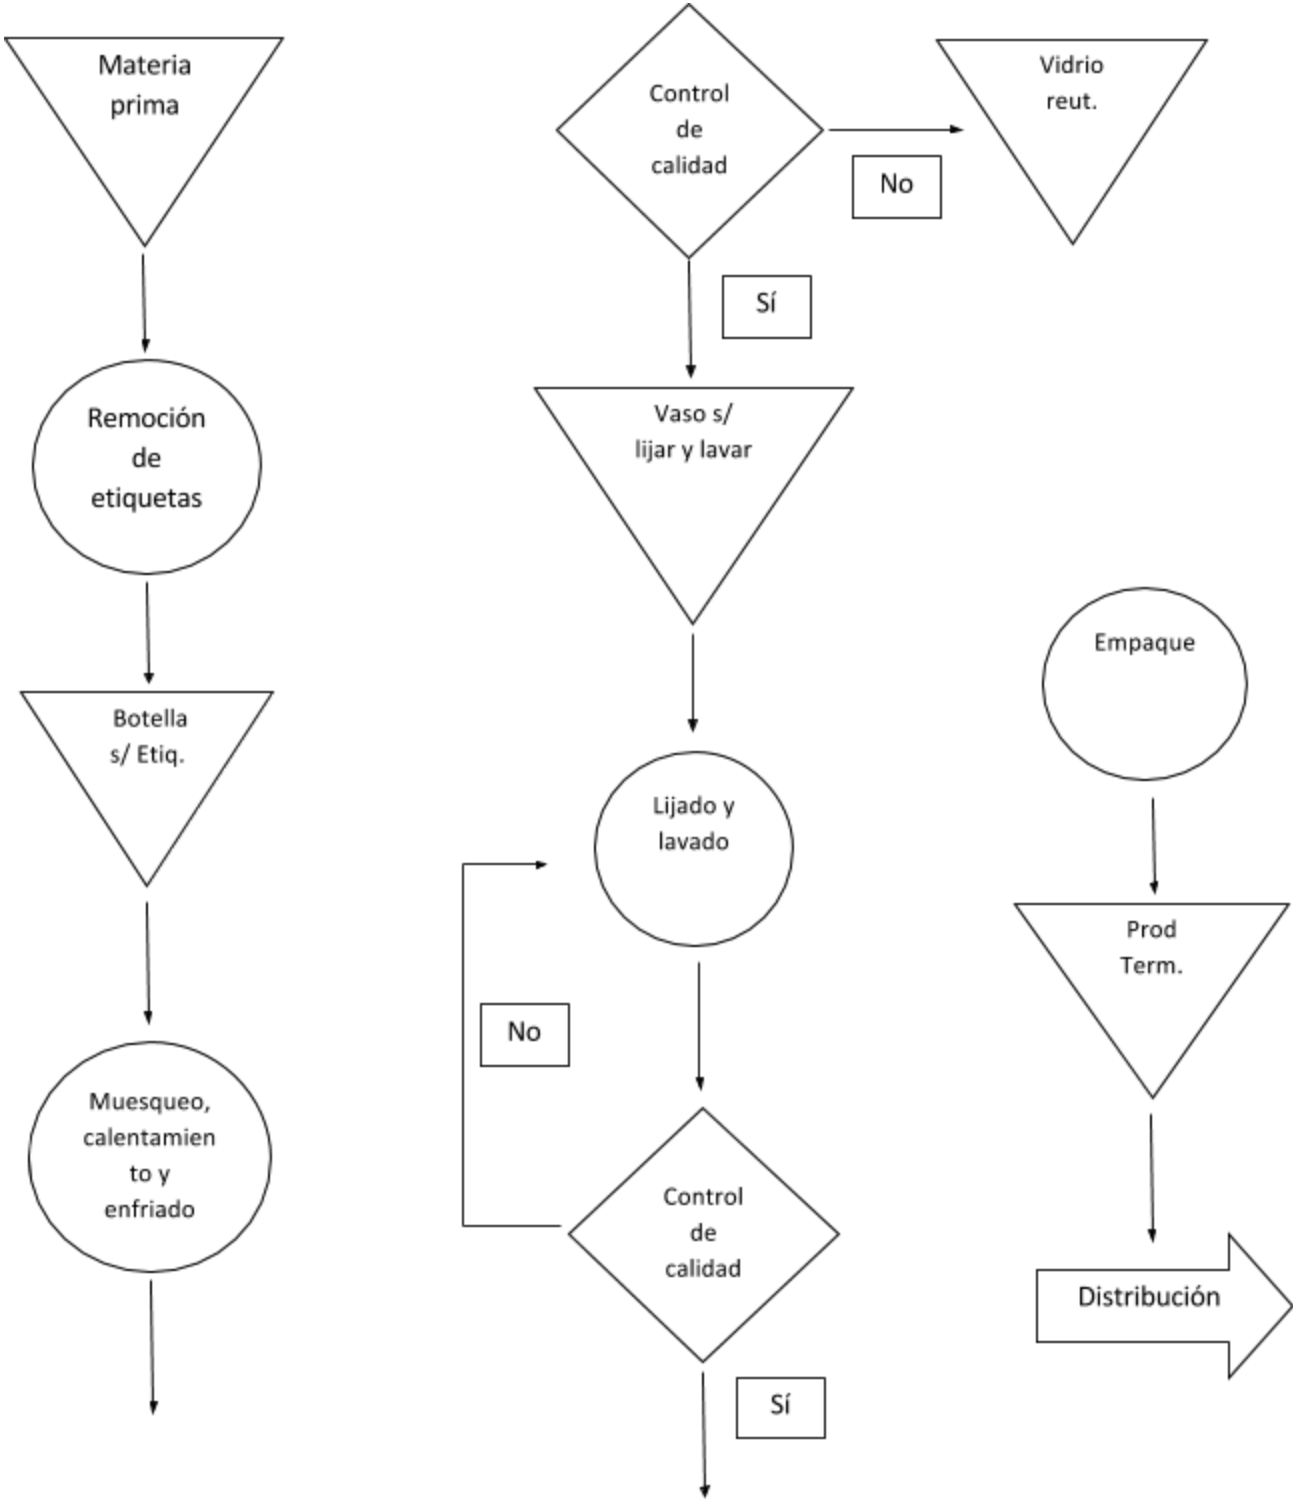 Materia
prima
Remoción
de
etiquetas
Botella
s/ Etiq.
Muesqueo,
calentamien
to y
enfriado
Control
de
calidad
No
Vidrio
reut.
Sí
Vaso s/
lijar y lavar
Lijado y
lavado
No
Control
de
calidad
Sí
Empaque
Prod
Term.
Distribución